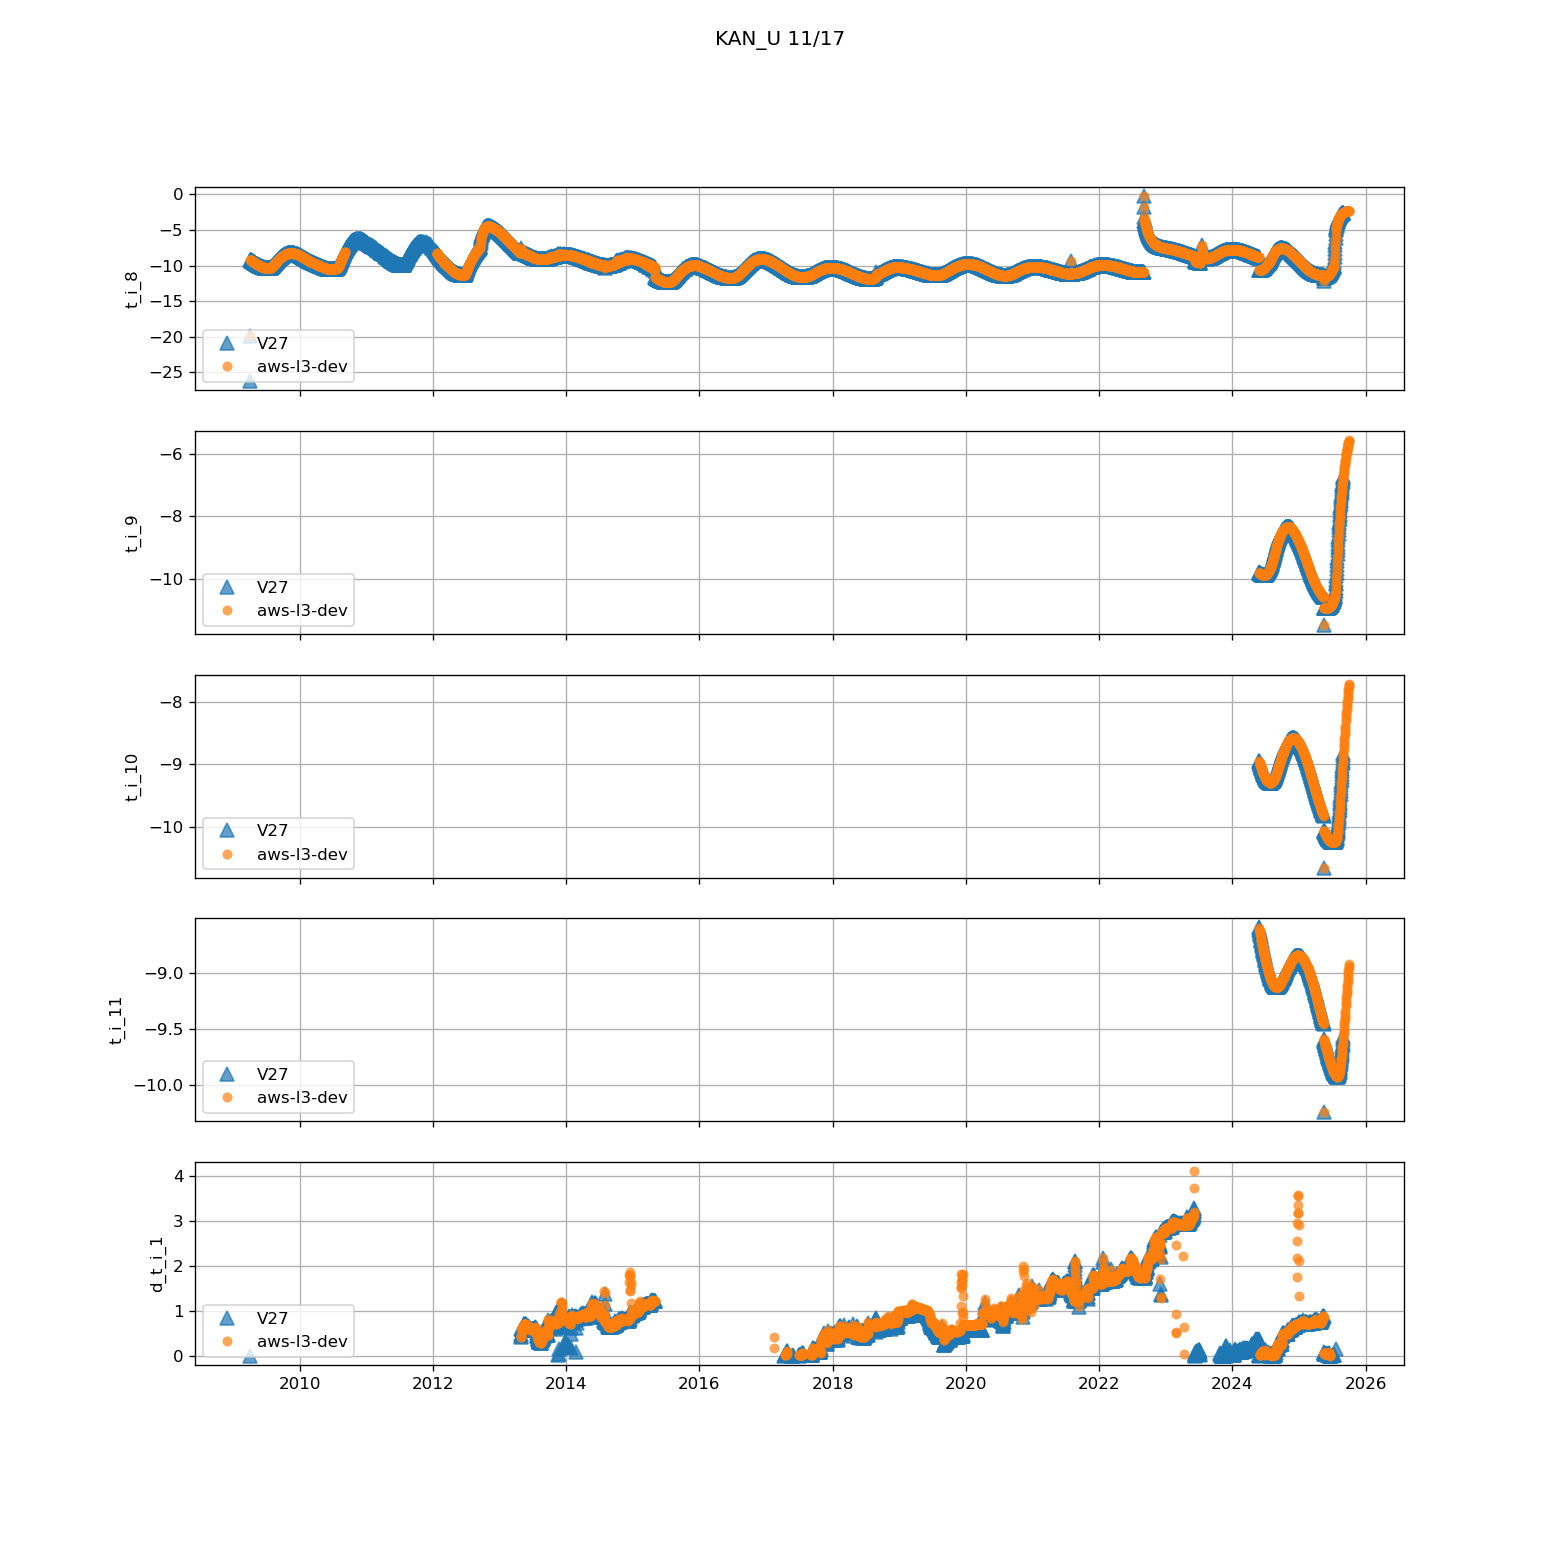 KAN_U 11/17
t_i_8
0
−5
−10
−15
−20
−25
V27
aws-l3-dev
t_i_9
−6
−8
−10
V27
aws-l3-dev
t_i_10
−8
−9
−10
V27
aws-l3-dev
t_i_11
−9.0
−9.5
−10.0
V27
aws-l3-dev
d_t_i_1
4
3
2
1
0
V27
aws-l3-dev
2010 2012 2014 2016 2018 2020 2022 2024 2026